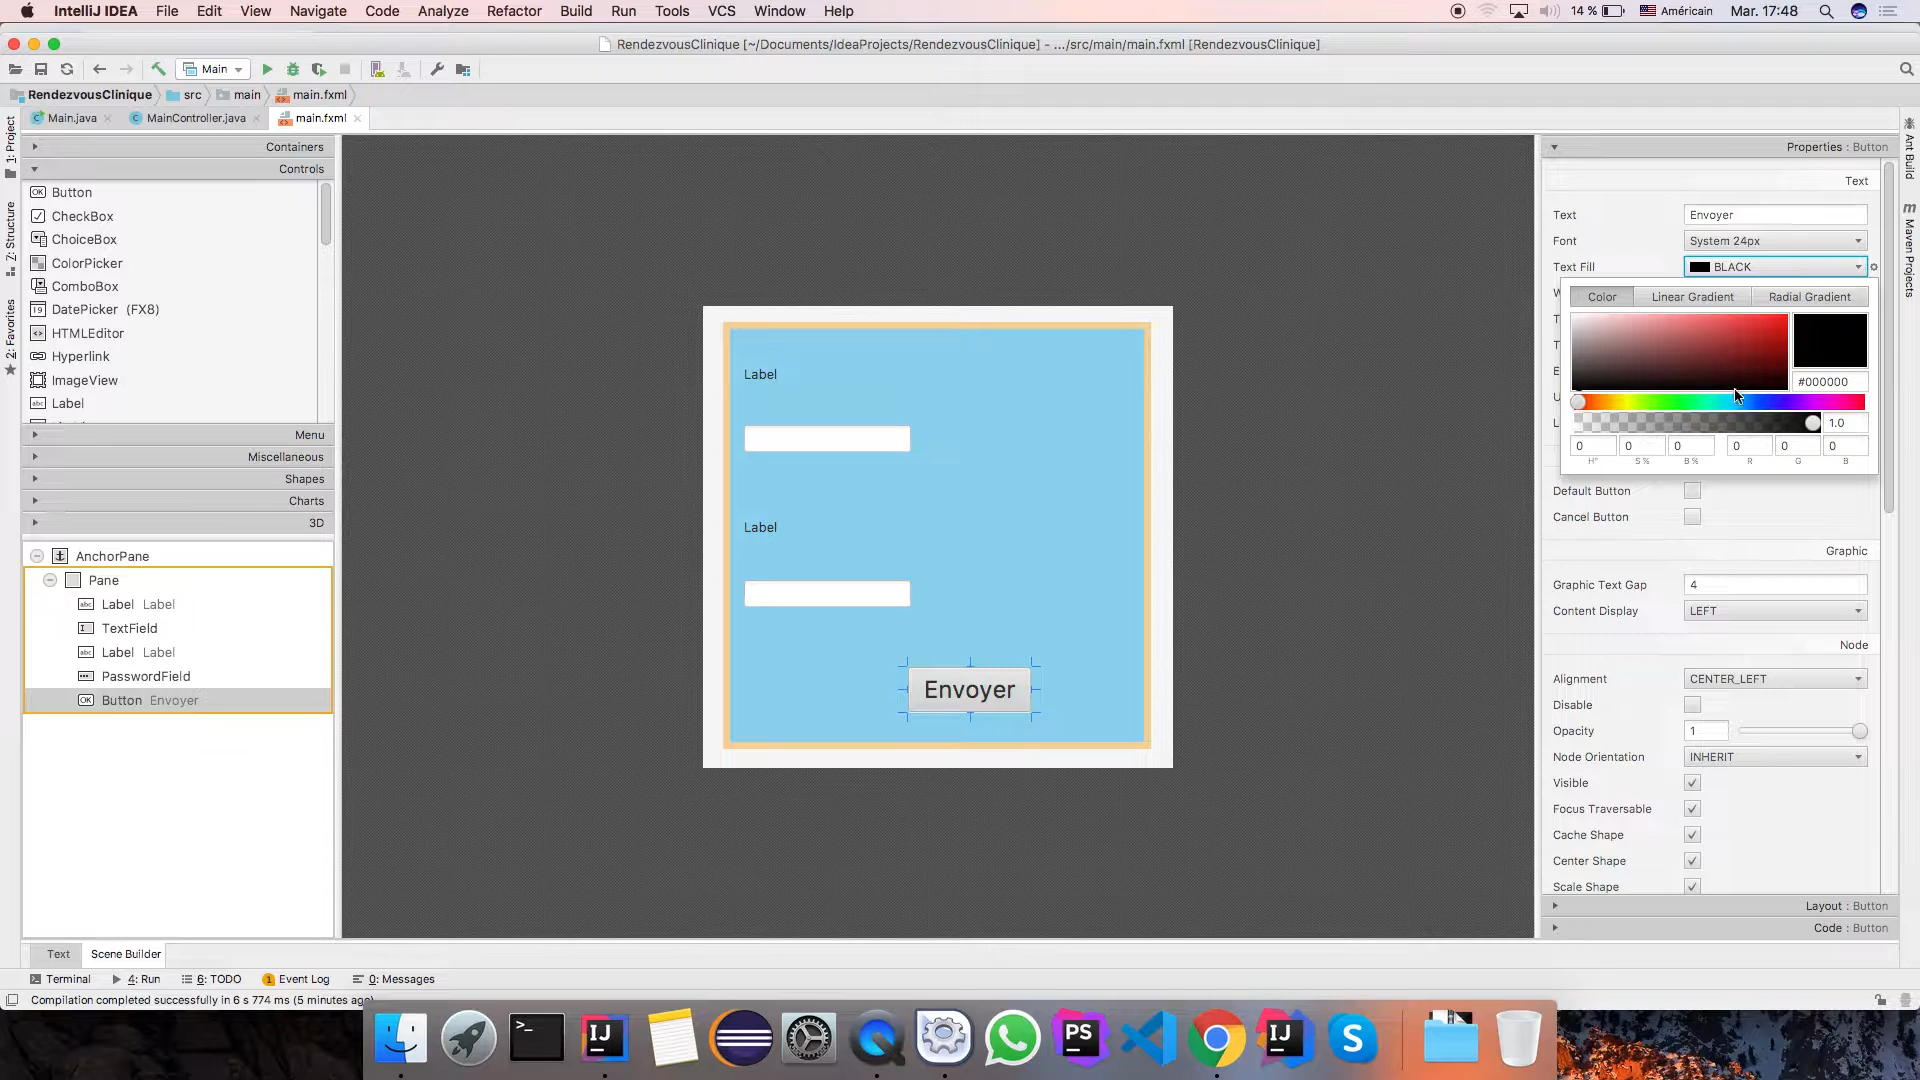 IntelliJ IDEA File Edit View Navigate Code Analyze Refactor Build Run Tools VCS Window Help 14 % Américain Mar. 17:48
RendezvousClinique [~/Documents/IdeaProjects/RendezvousClinique] - .../src/main/main.fxml [RendezvousClinique]
Main
RendezvousClinique src main main.fxml
Main.java MainController.java main.fxml
1: Project
Z: Structure
2: Favorites
Containers
Controls
Button
CheckBox
ChoiceBox
ColorPicker
ComboBox
DatePicker (FX8)
HTMLEditor
Hyperlink
ImageView
Label
Menu
Miscellaneous
Shapes
Charts
3D
AnchorPane
Pane
Label Label
TextField
Label Label
PasswordField
Button Envoyer
Label
Label
Envoyer
Properties : Button
Text
Text Envoyer
Font System 24px
Text Fill BLACK
Color Linear Gradient Radial Gradient
#000000
1.0
0 0 0 0 0 0
H° S % B % R G B
Default Button
Cancel Button
Graphic
Graphic Text Gap 4
Content Display LEFT
Node
Alignment CENTER_LEFT
Disable
Opacity 1
Node Orientation INHERIT
Visible
Focus Traversable
Cache Shape
Center Shape
Scale Shape
Layout : Button
Code : Button
Ant Build
Maven Projects
Text Scene Builder
Terminal 4: Run 6: TODO 1 Event Log 0: Messages
Compilation completed successfully in 6 s 774 ms (5 minutes ago)
>_ IJ PS IJ S